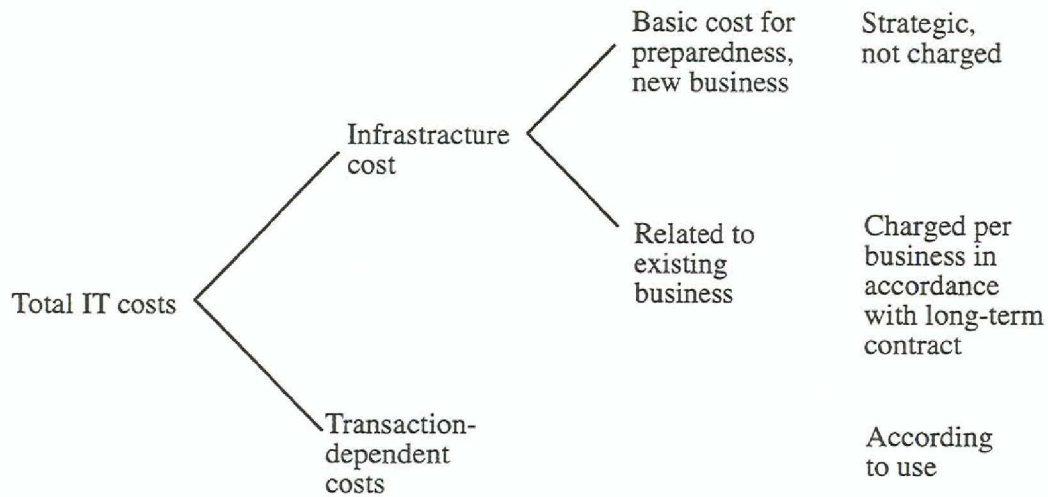 Basic cost for
preparedness,
new business
Strategic,
not charged
Infrastracture
cost
Related to
existing
business
Charged per
business in
accordance
with long-term
contract
Total IT costs
Transaction-
dependent
costs
According
to use